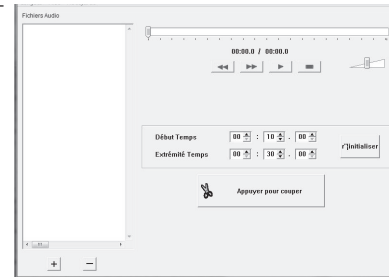 Fichiers Audio
00:00.0 / 00:00.0
Début Temps 00 : 10 . 00
Extrémité Temps 00 : 30 . 00
r'|initialiser
Appuyer pour couper